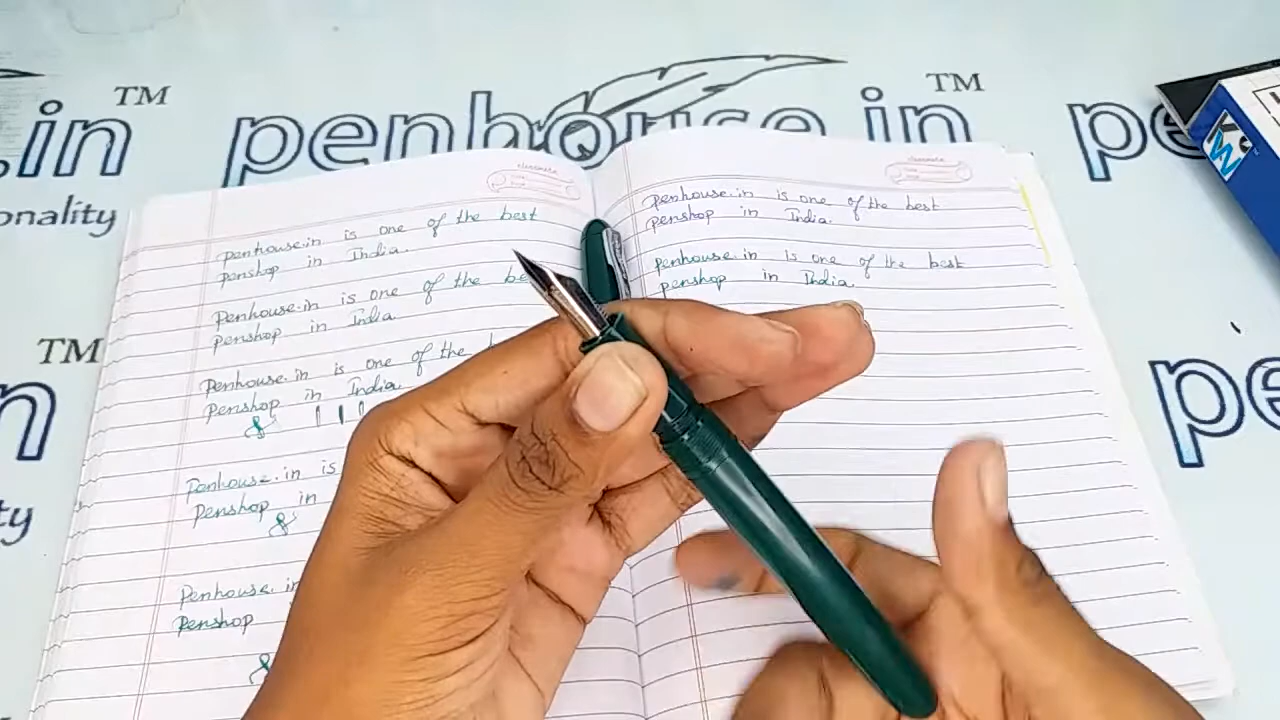 TM
TM
.in penhouse.in pe
onality
Penhouse.in is one of the best
penshop in India.
Penhouse.in is one of the be
penshop in India
Penhouse.in is one of the b
Penshop in India
Penhouse.in is
Penshop in
Penhouse.in
Penshop
Penhouse.in is one of the best
penshop in India.
penhouse.in is one of the best
penshop in India
TM
n
ty
pe
KW